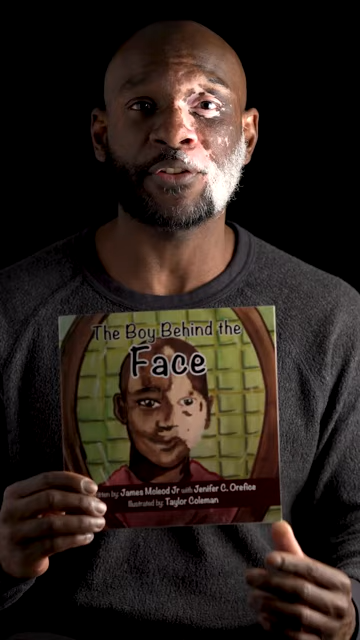 The Boy Behind the
Face
by: James Mcleod Jr with Jenifer C. Orefice
Illustrated by: Taylor Coleman